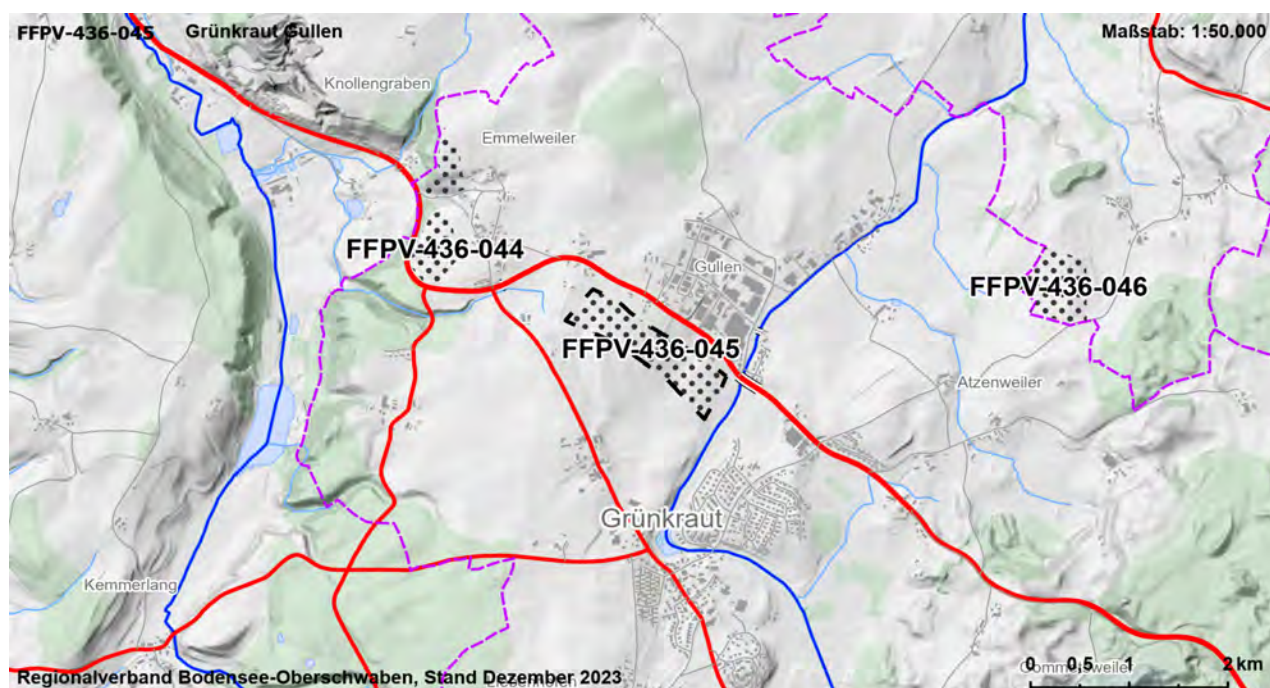 FFPV-436-045 Grünkraut Gullen
Maßstab: 1:50.000
Knollengraben
Emmelweiler
FFPV-436-044
Gullen
FFPV-436-046
FFPV-436-045
Atzenweiler
Grünkraut
Kemmerlang
0 0,5 1 2 km
Regionalverband Bodensee-Oberschwaben, Stand Dezember 2023